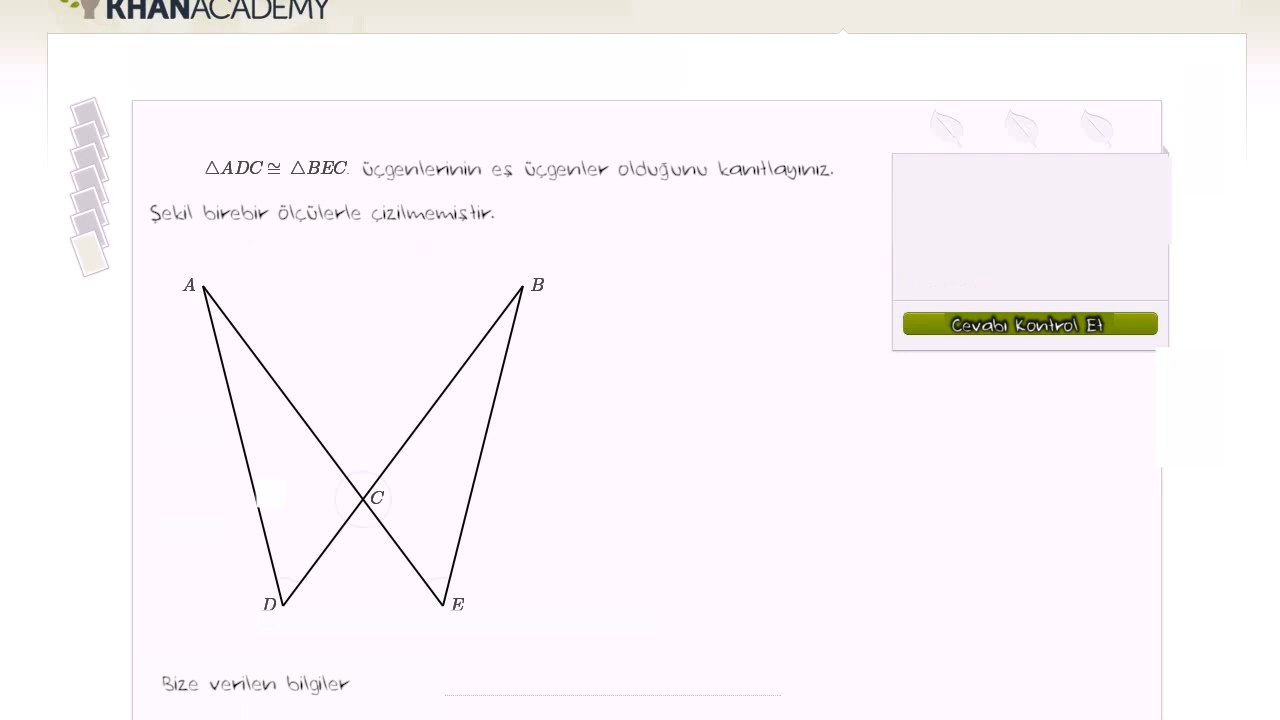 KHANACADEMY
△ADC ≅ △BEC. üçgenlerinin eş üçgenler olduğunu kanıtlayınız.
Şekil birebir ölçülerle çizilmemiştir.
A
B
Cevabı Kontrol Et
C
D
E
Bize verilen bilgiler